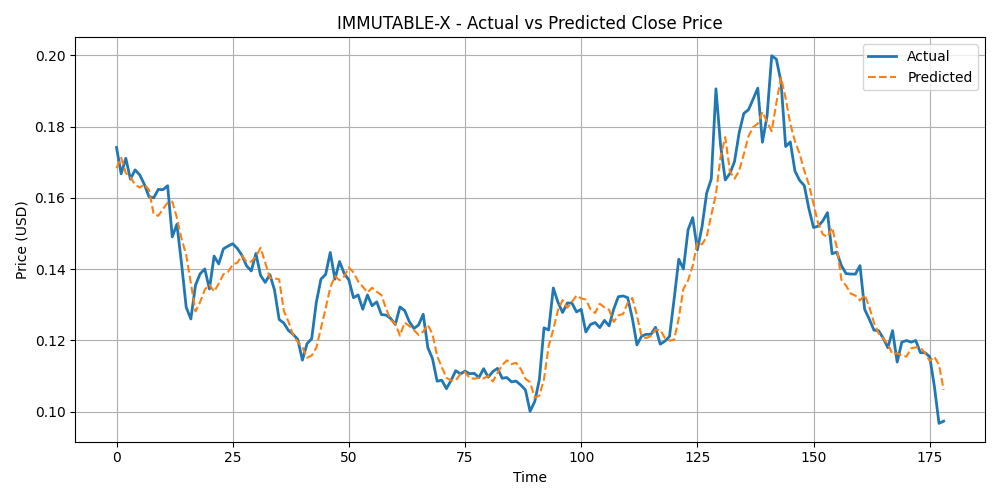 IMMUTABLE-X - Actual vs Predicted Close Price
Actual
Predicted
Price (USD)
0.20
0.18
0.16
0.14
0.12
0.10
0 25 50 75 100 125 150 175
Time